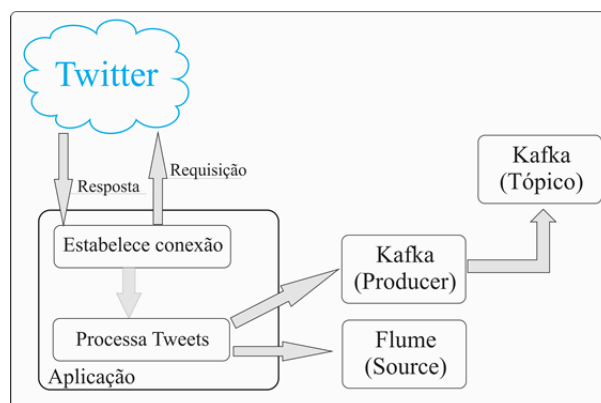 Twitter
Resposta
Requisição
Estabelece conexão
Processa Tweets
Aplicação
Kafka
(Producer)
Kafka
(Tópico)
Flume
(Source)